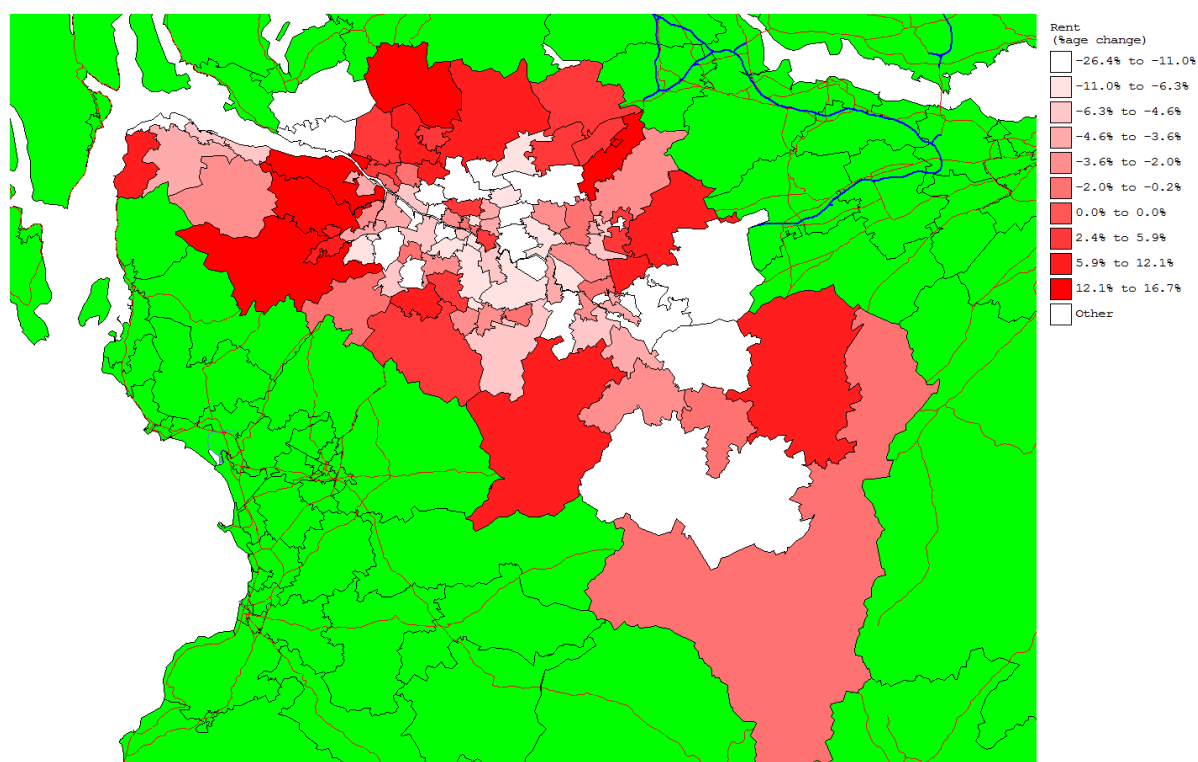 Rent
(%age change)
-26.4% to -11.0%
-11.0% to -6.3%
-6.3% to -4.6%
-4.6% to -3.6%
-3.6% to -2.0%
-2.0% to -0.2%
0.0% to 0.0%
2.4% to 5.9%
5.9% to 12.1%
12.1% to 16.7%
Other